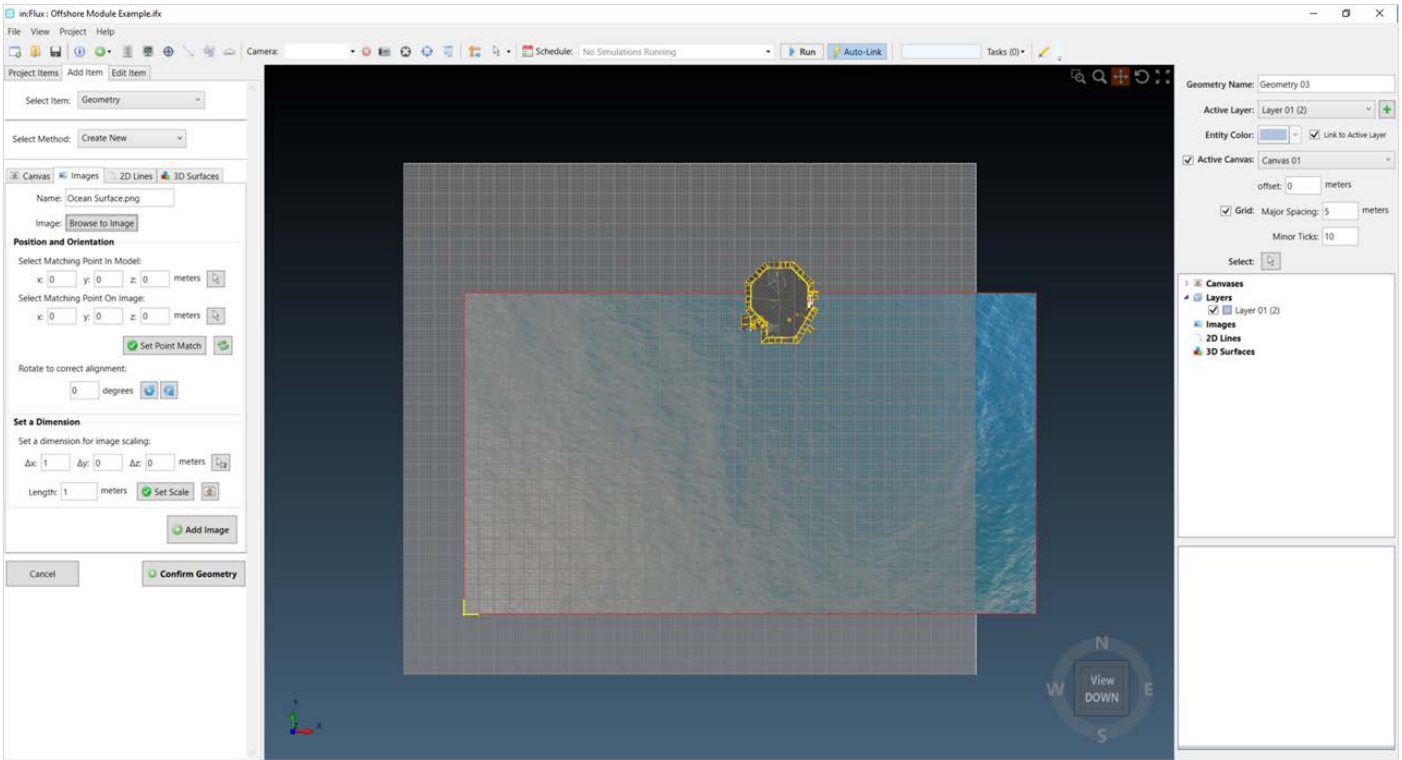 in:Flux : Offshore Module Example.ifx
File View Project Help
Camera: Schedule: No Simulations Running Run Auto-Link Tasks (0)
Project Items Add Item Edit Item
Select Item: Geometry
Select Method: Create New
Canvas Images 2D Lines 3D Surfaces
Name: Ocean Surface.png
Image: Browse to Image
Position and Orientation
Select Matching Point In Model:
x: 0 y: 0 z: 0 meters
Select Matching Point On Image:
x: 0 y: 0 z: 0 meters
Set Point Match
Rotate to correct alignment:
0 degrees
Set a Dimension
Set a dimension for image scaling:
Δx: 1 Δy: 0 Δz: 0 meters
Length: 1 meters Set Scale
Add Image
Cancel Confirm Geometry
Y
Z X
N
W View E
DOWN
S
Geometry Name: Geometry 03
Active Layer: Layer 01 (2)
Entity Color: Link to Active Layer
Active Canvas: Canvas 01
offset: 0 meters
Grid: Major Spacing: 5 meters
Minor Ticks: 10
Select:
Canvases
Layers
Layer 01 (2)
Images
2D Lines
3D Surfaces